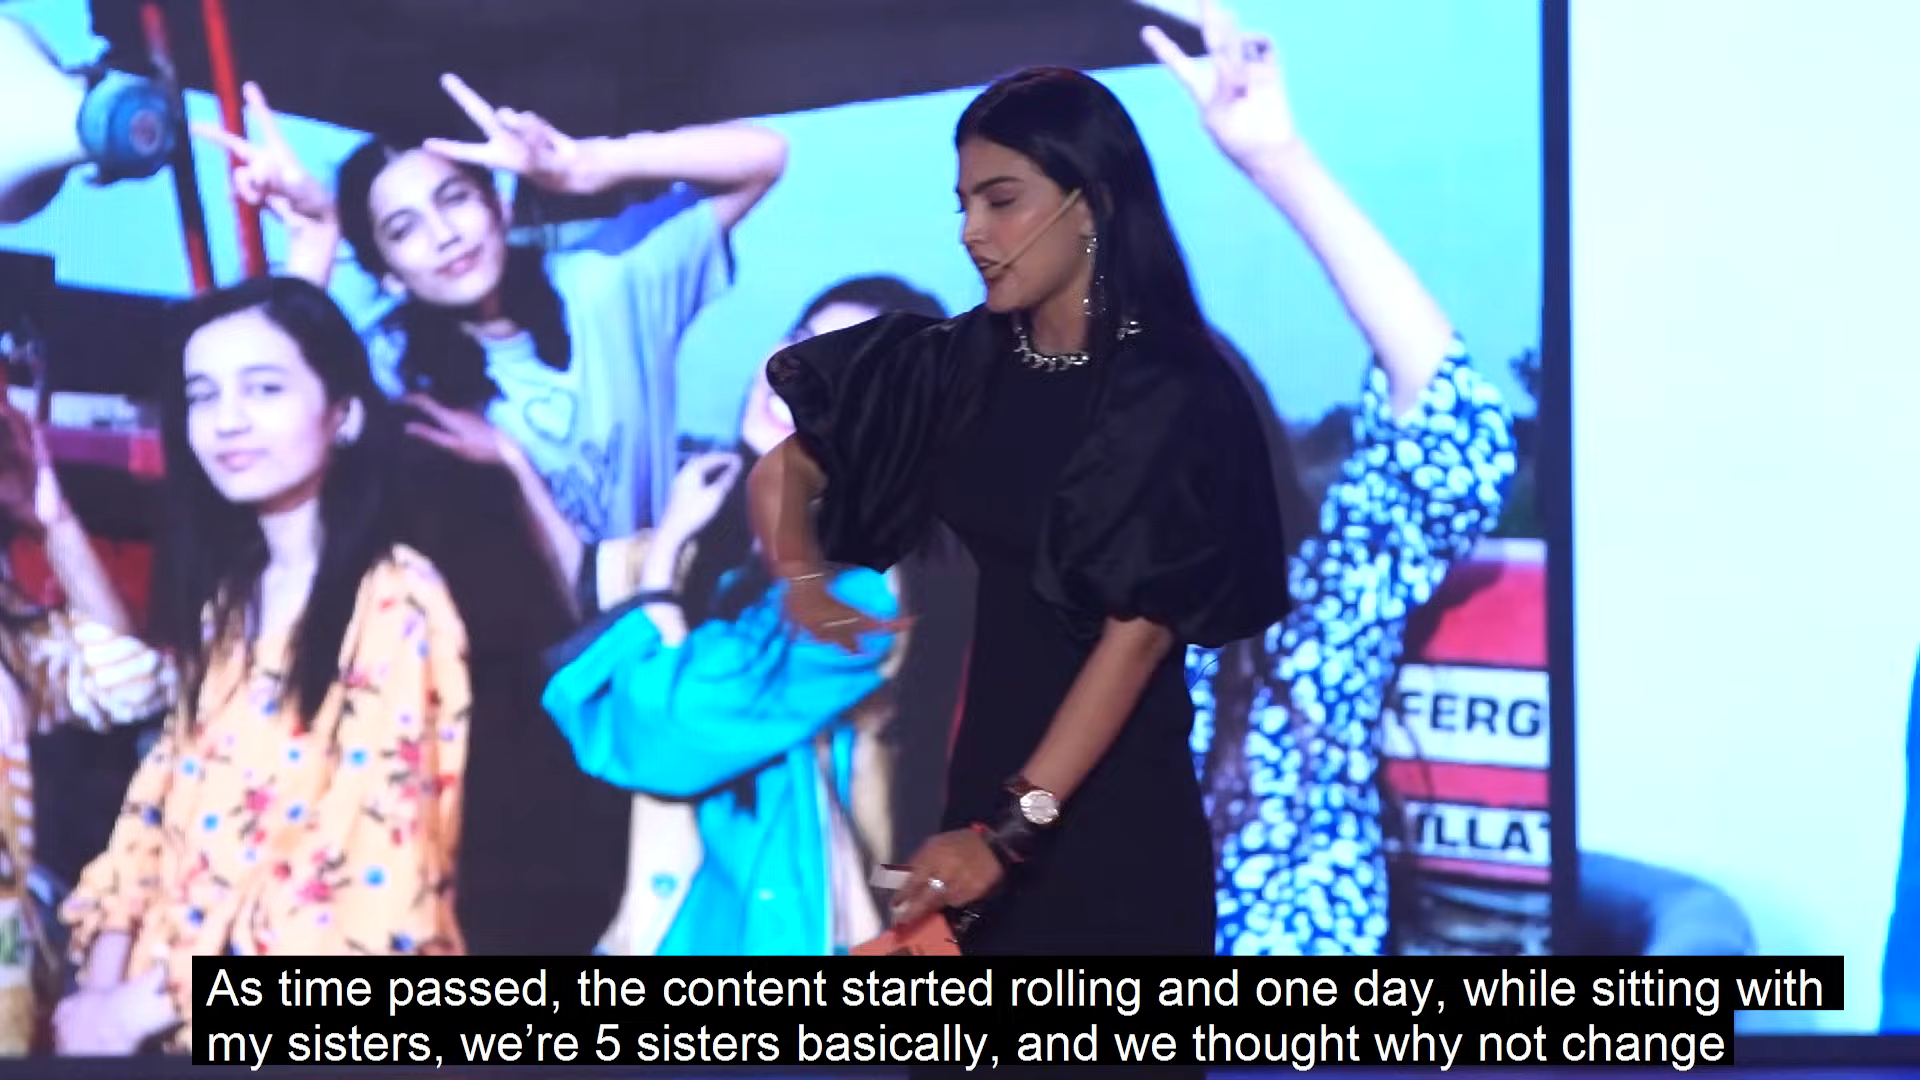 FERG
As time passed, the content started rolling and one day, while sitting with
my sisters, we’re 5 sisters basically, and we thought why not change